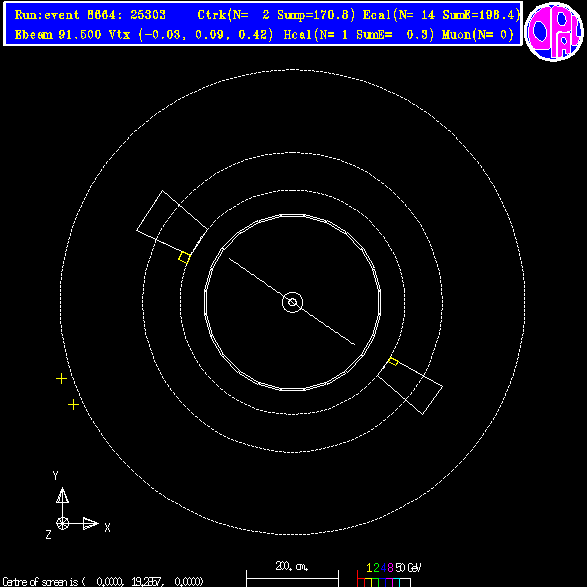 Run:event 8664: 25303 Ctrk(N= 2 Sump=170.8) Ecal(N= 14 SumE=198.4)
Ebeam 91.500 Vtx (-0.03, 0.09, 0.42) Hcal(N= 1 SumE= 0.3) Muon(N= 0)
OPAL
Y
X
Z
200. cm.
1 2 4 8 50 GeV
Centre of screen is ( 0.0000, 19.2857, 0.0000)